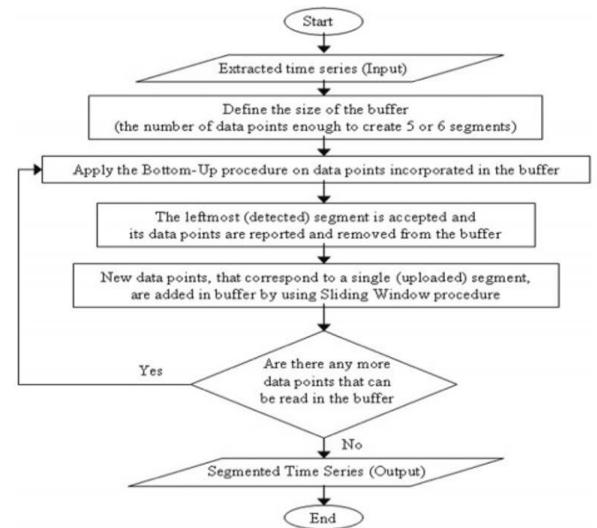 Start
Extracted time series (Input)
Define the size of the buffer
(the number of data points enough to create 5 or 6 segments)
Apply the Bottom-Up procedure on data points incorporated in the buffer
The leftmost (detected) segment is accepted and
its data points are reported and removed from the buffer
New data points, that correspond to a single (uploaded) segment,
are added in buffer by using Sliding Window procedure
Are there any more
data points that can
be read in the buffer
Yes
No
Segmented Time Series (Output)
End